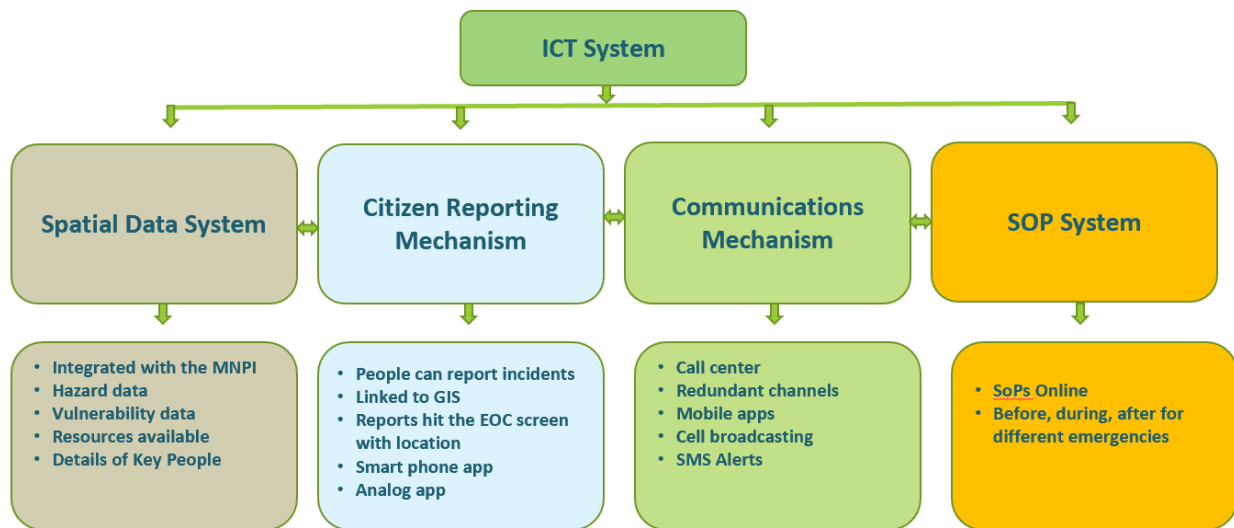 ICT System
Spatial Data System
Citizen Reporting
Mechanism
Communications
Mechanism
SOP System
• Integrated with the MNPI
• Hazard data
• Vulnerability data
• Resources available
• Details of Key People
• People can report incidents
• Linked to GIS
• Reports hit the EOC screen
with location
• Smart phone app
• Analog app
• Call center
• Redundant channels
• Mobile apps
• Cell broadcasting
• SMS Alerts
• SoPs Online
• Before, during, after for
different emergencies